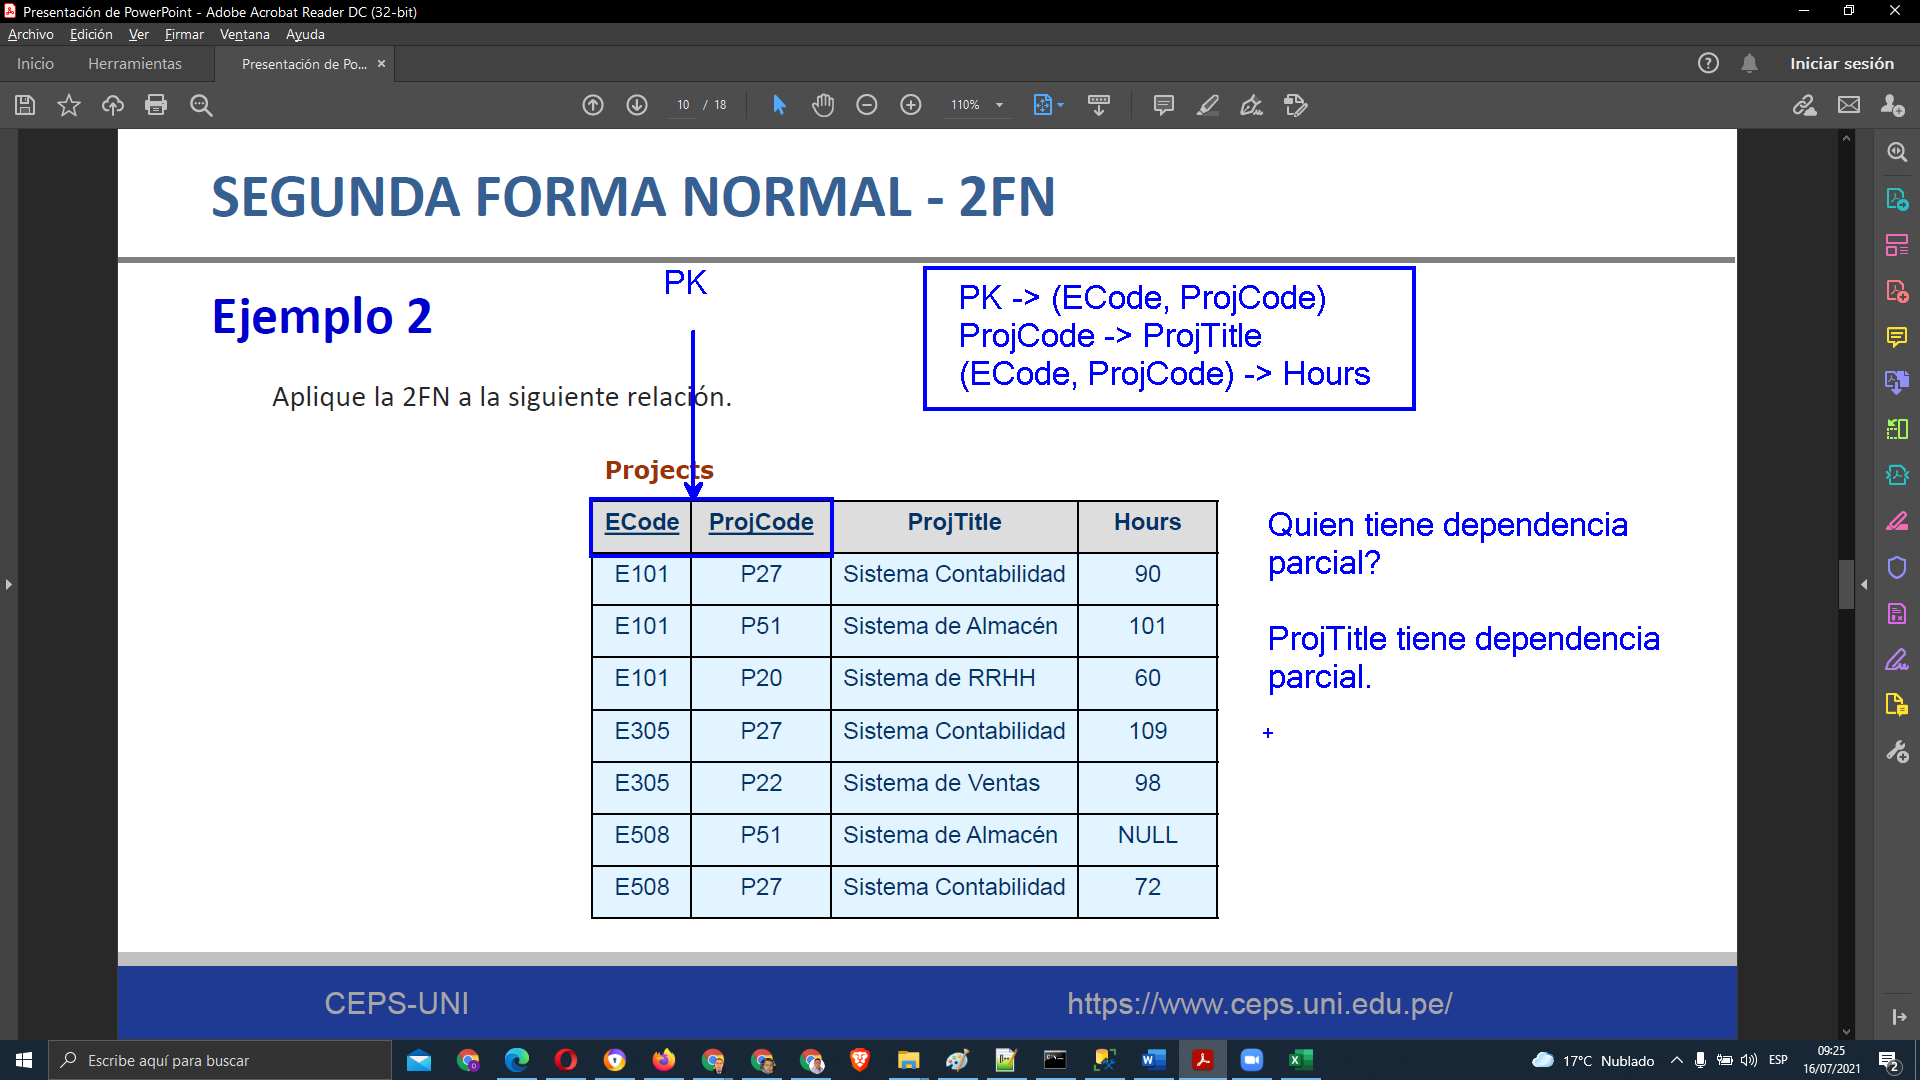 Presentación de PowerPoint - Adobe Acrobat Reader DC (32-bit)
Archivo Edición Ver Firmar Ventana Ayuda
Inicio Herramientas Presentación de Po... × Iniciar sesión
10 / 18 110%
SEGUNDA FORMA NORMAL - 2FN
PK
Ejemplo 2
PK -> (ECode, ProjCode)
ProjCode -> ProjTitle
(ECode, ProjCode) -> Hours
Aplique la 2FN a la siguiente relación.
Projects
ECode ProjCode ProjTitle Hours
E101 P27 Sistema Contabilidad 90
E101 P51 Sistema de Almacén 101
E101 P20 Sistema de RRHH 60
E305 P27 Sistema Contabilidad 109
E305 P22 Sistema de Ventas 98
E508 P51 Sistema de Almacén NULL
E508 P27 Sistema Contabilidad 72
Quien tiene dependencia
parcial?
ProjTitle tiene dependencia
parcial.
CEPS-UNI https://www.ceps.uni.edu.pe/
Escribe aquí para buscar
17°C Nublado
ESP
09:25
16/07/2021
2